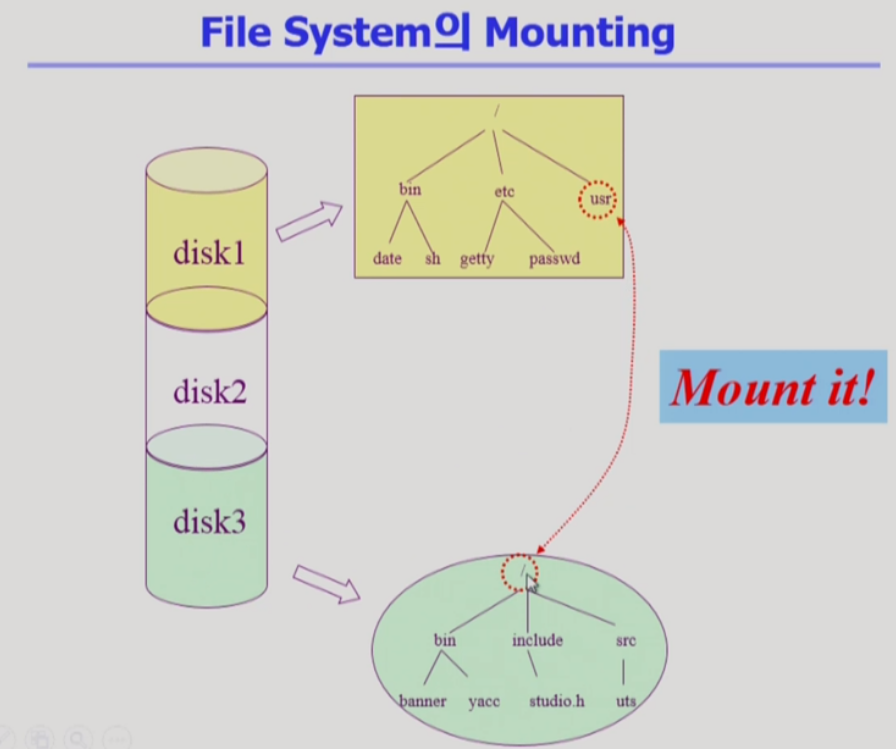 File System의 Mounting
/
bin etc usr
disk1
date sh getty passwd
disk2
Mount it!
disk3
/
bin include src
banner yacc studio.h uts